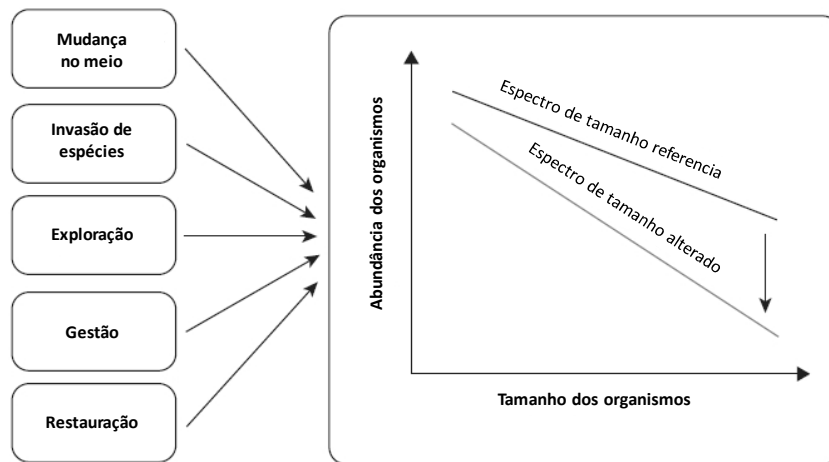 Mudança
no meio
Invasão de
espécies
Exploração
Gestão
Restauração
Abundância dos organismos
Espectro de tamanho referencia
Espectro de tamanho alterado
Tamanho dos organismos